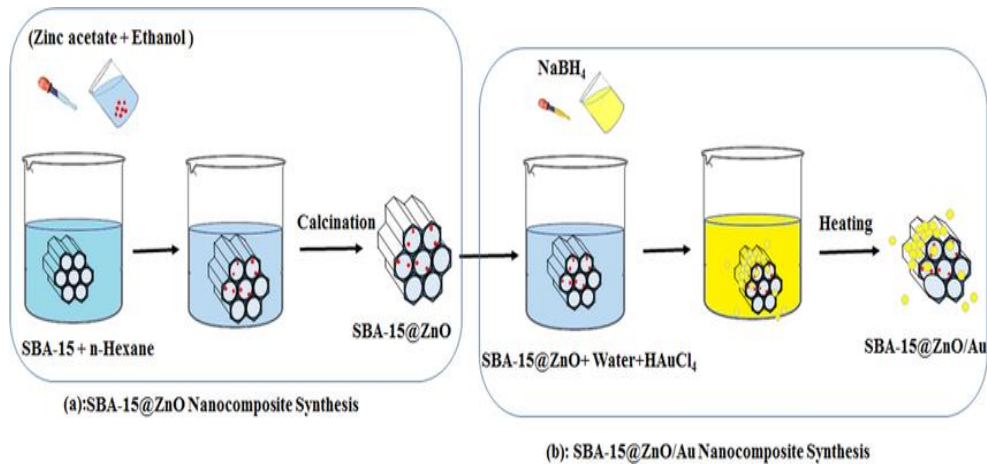 (Zinc acetate + Ethanol )
Calcination
SBA-15 + n-Hexane
SBA-15@ZnO
(a):SBA-15@ZnO Nanocomposite Synthesis
NaBH₄
Heating
SBA-15@ZnO+ Water+HAuCl₄
SBA-15@ZnO/Au
(b): SBA-15@ZnO/Au Nanocomposite Synthesis